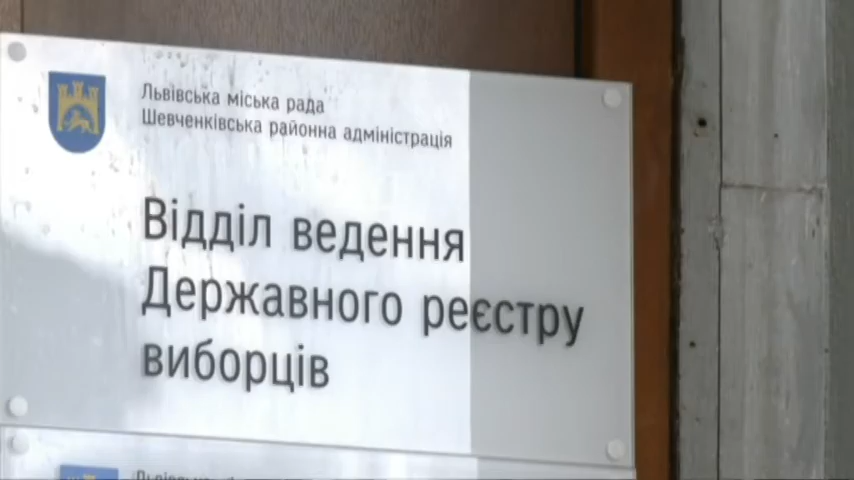 Львівська міська рада
Шевченківська районна адміністрація
Відділ ведення
Державного реєстру
виборців